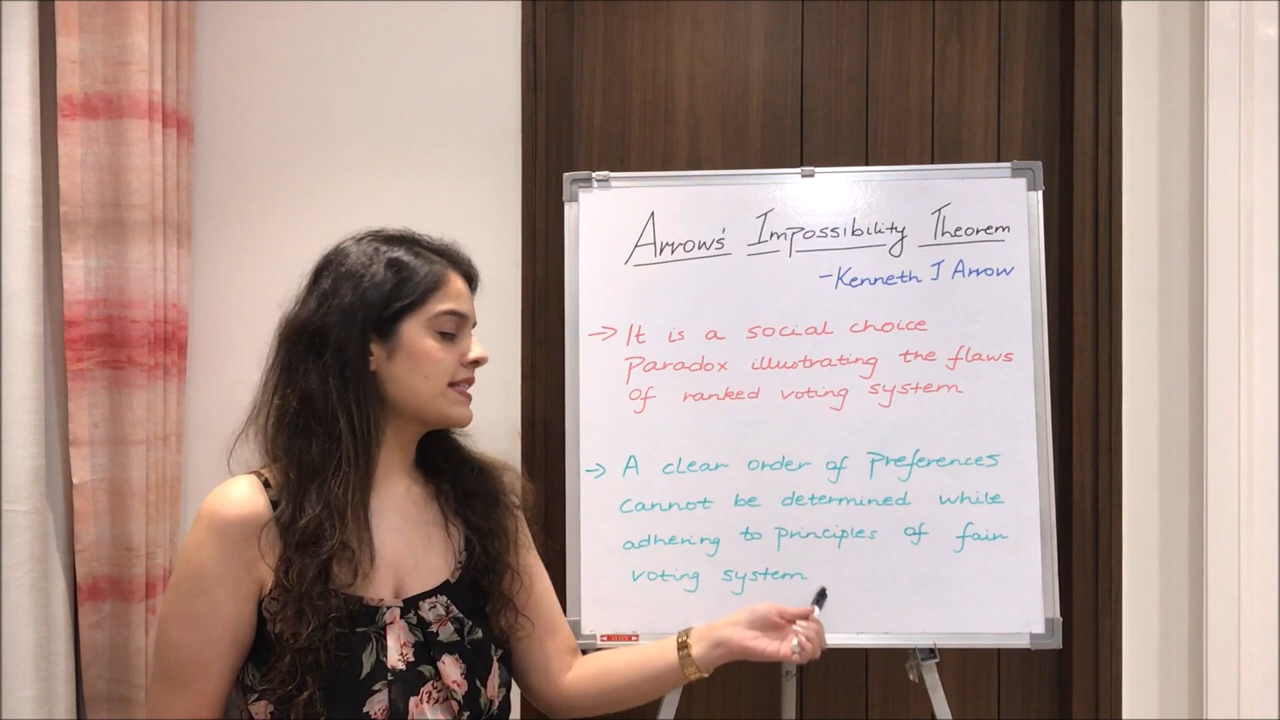 Arrow's Impossibility Theorem
- Kenneth J Arrow
→ It is a social choice
Paradox illustrating the flaws
of ranked voting system
→ A clear order of Preferences
cannot be determined while
adhering to principles of fair
voting system